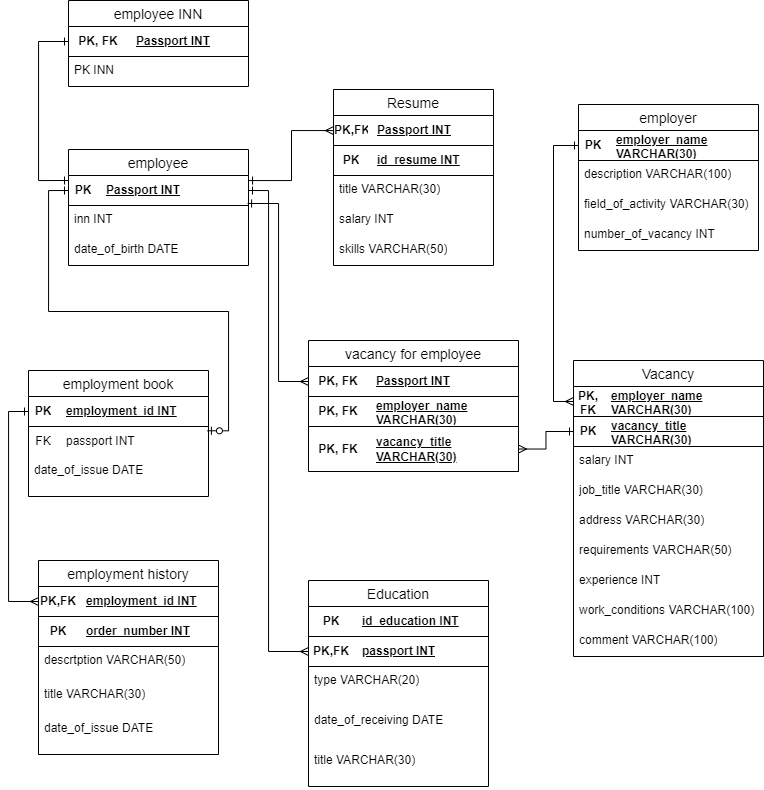 employee INN
PK, FK Passport INT
PK INN
Resume
PK,FK Passport INT
PK id_resume INT
title VARCHAR(30)
salary INT
skills VARCHAR(50)
employer
PK employer_name
VARCHAR(30)
description VARCHAR(100)
field_of_activity VARCHAR(30)
number_of_vacancy INT
employee
PK Passport INT
inn INT
date_of_birth DATE
vacancy for employee
PK, FK Passport INT
PK, FK employer_name
VARCHAR(30)
PK, FK vacancy_title
VARCHAR(30)
Vacancy
PK, employer_name
FK VARCHAR(30)
PK vacancy_title
VARCHAR(30)
salary INT
job_title VARCHAR(30)
address VARCHAR(30)
requirements VARCHAR(50)
experience INT
work_conditions VARCHAR(100)
comment VARCHAR(100)
employment book
PK employment_id INT
FK passport INT
date_of_issue DATE
employment history
PK,FK employment_id INT
PK order_number INT
descrtption VARCHAR(50)
title VARCHAR(30)
date_of_issue DATE
Education
PK id_education INT
PK,FK passport INT
type VARCHAR(20)
date_of_receiving DATE
title VARCHAR(30)